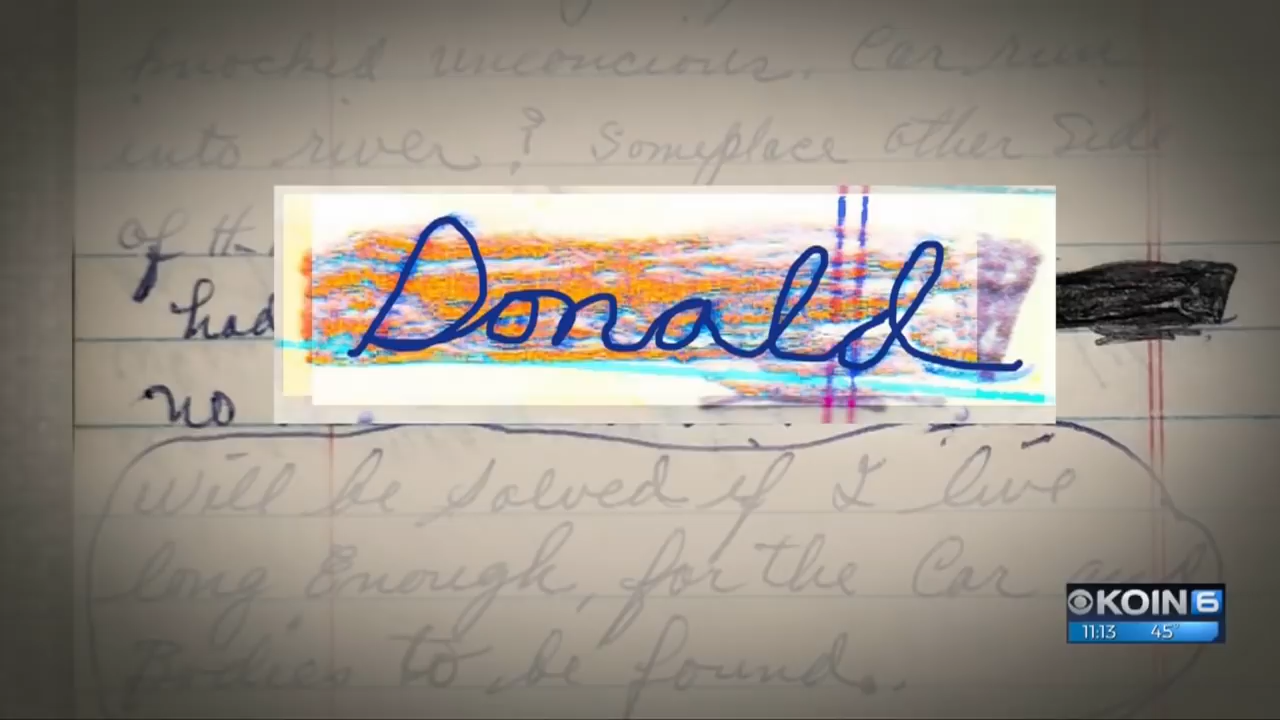 knocked unconcious. Car run
into river? Someplace other Side
of
had
Donald
no
Will be solved if I live
long Enough, for the Car and
Bodies to be found.
KOIN 6
11:13 45°